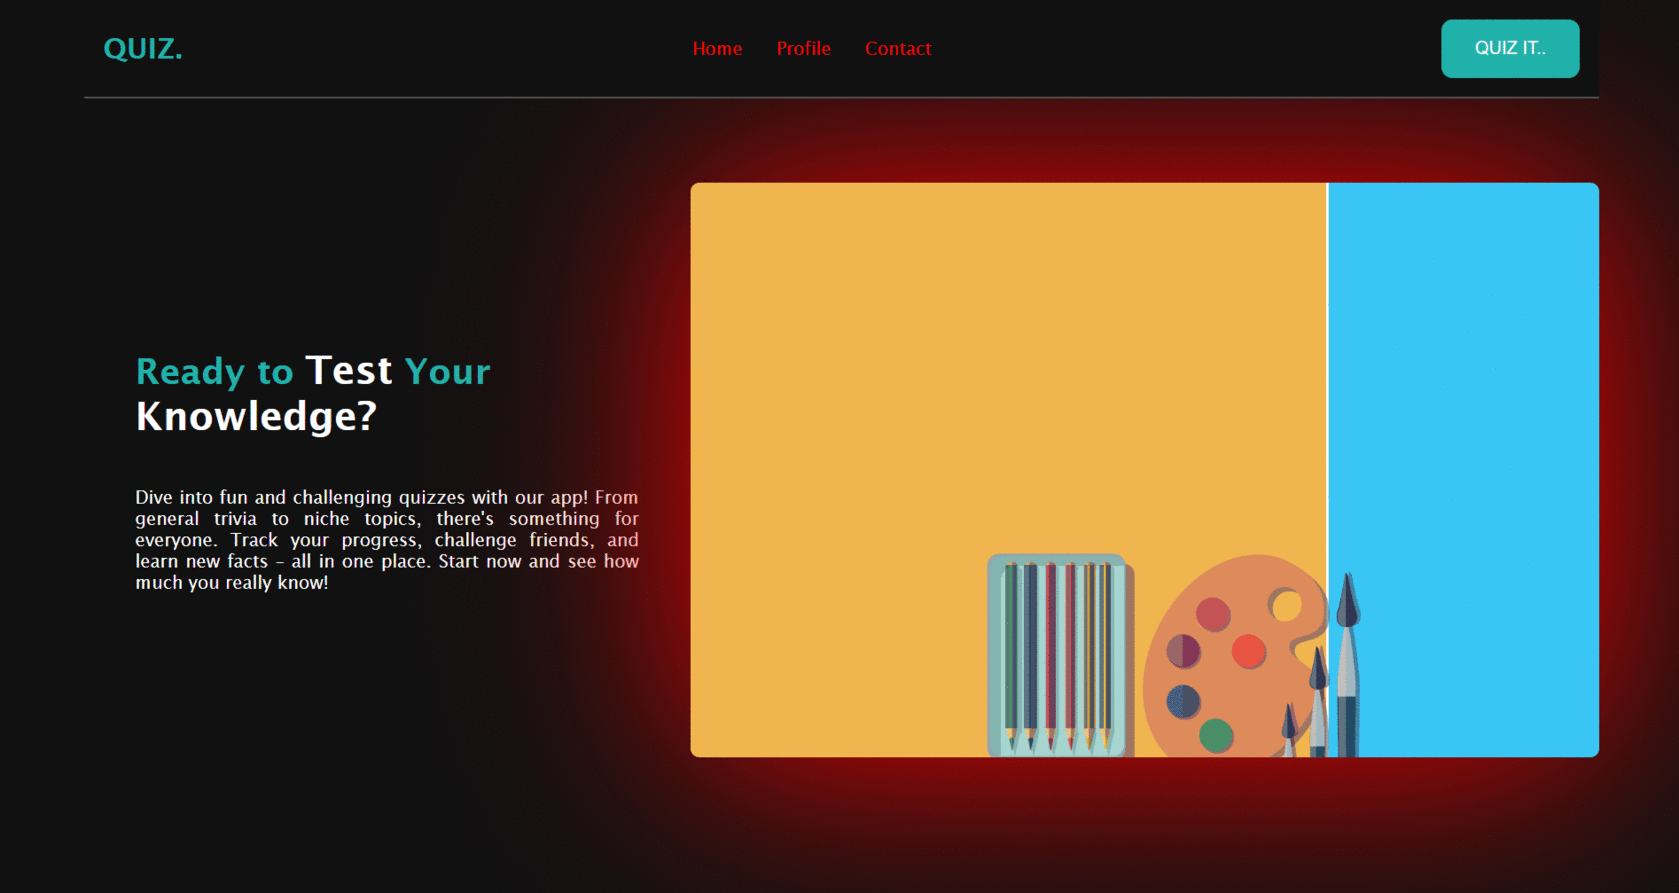 QUIZ.
Home Profile Contact
QUIZ IT..
Ready to Test Your
Knowledge?
Dive into fun and challenging quizzes with our app! From
general trivia to niche topics, there's something for
everyone. Track your progress, challenge friends, and
learn new facts – all in one place. Start now and see how
much you really know!